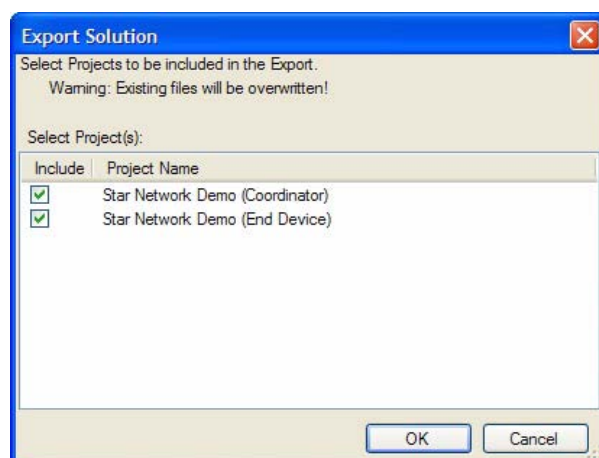 Export Solution
Select Projects to be included in the Export.
Warning: Existing files will be overwritten!
Select Project(s):
Include Project Name
Star Network Demo (Coordinator)
Star Network Demo (End Device)
OK Cancel